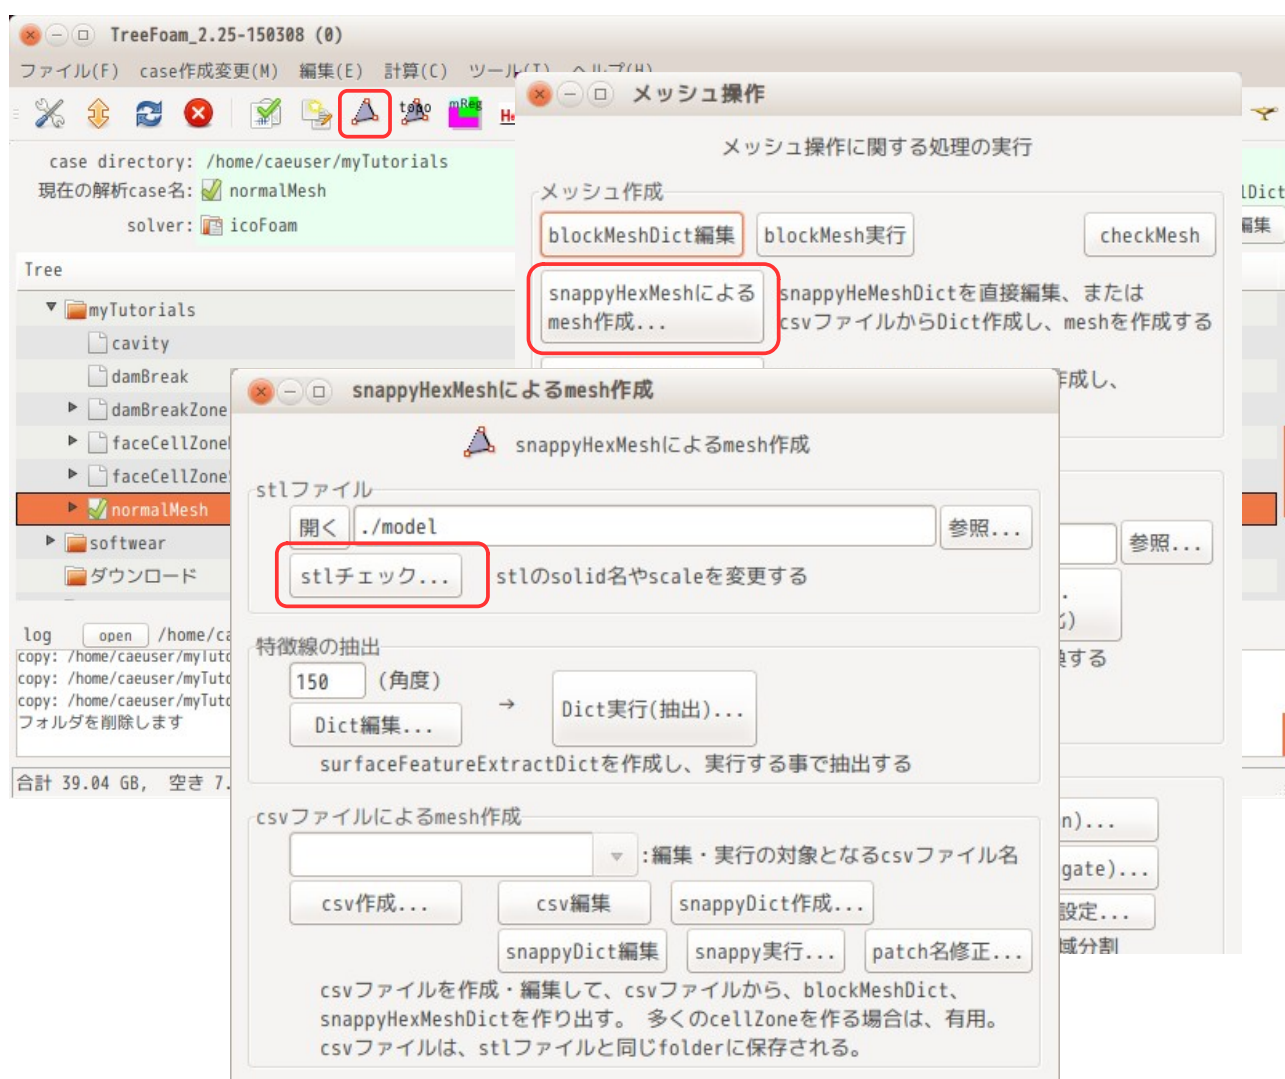 TreeFoam_2.25-150308 (0)
ファイル(F) case作成変更(M) 編集(E) 計算(C) ツール(T) ヘルプ(H)
topo
mReg
case directory: /home/caeuser/myTutorials
現在の解析case名: normalMesh
solver: icoFoam
lDict
編集
Tree
myTutorials
cavity
damBreak
damBreakZone
faceCellZone
faceCellZone
normalMesh
softwear
ダウンロード
log open /home/ca
copy: /home/caeuser/myTuto
copy: /home/caeuser/myTuto
copy: /home/caeuser/myTuto
フォルダを削除します
合計 39.04 GB, 空き 7.
メッシュ操作
メッシュ操作に関する処理の実行
メッシュ作成
blockMeshDict編集 blockMesh実行 checkMesh
snappyHexMeshによる
mesh作成...
snappyHeMeshDictを直接編集、または
csvファイルからDict作成し、meshを作成する
作成し、
参照...
する
n)...
gate)...
設定...
域分割
snappyHexMeshによるmesh作成
snappyHexMeshによるmesh作成
stlファイル
開く ./model 参照...
stlチェック... stlのsolid名やscaleを変更する
特徴線の抽出
150 (角度)
Dict編集... → Dict実行(抽出)...
surfaceFeatureExtractDictを作成し、実行する事で抽出する
csvファイルによるmesh作成
:編集・実行の対象となるcsvファイル名
csv作成... csv編集 snappyDict作成...
snappyDict編集 snappy実行... patch名修正...
csvファイルを作成・編集して、csvファイルから、blockMeshDict、
snappyHexMeshDictを作り出す。 多くのcellZoneを作る場合は、有用。
csvファイルは、stlファイルと同じfolderに保存される。